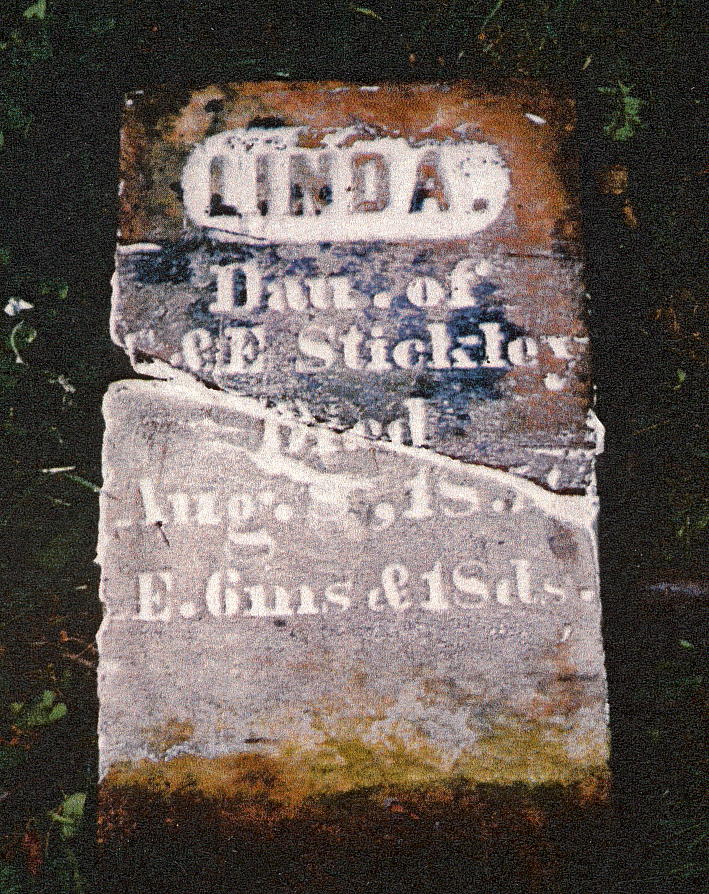 LINDA.
Dau. of
& E Stickley
Died
Aug.
Æ. 6ms & 18ds.